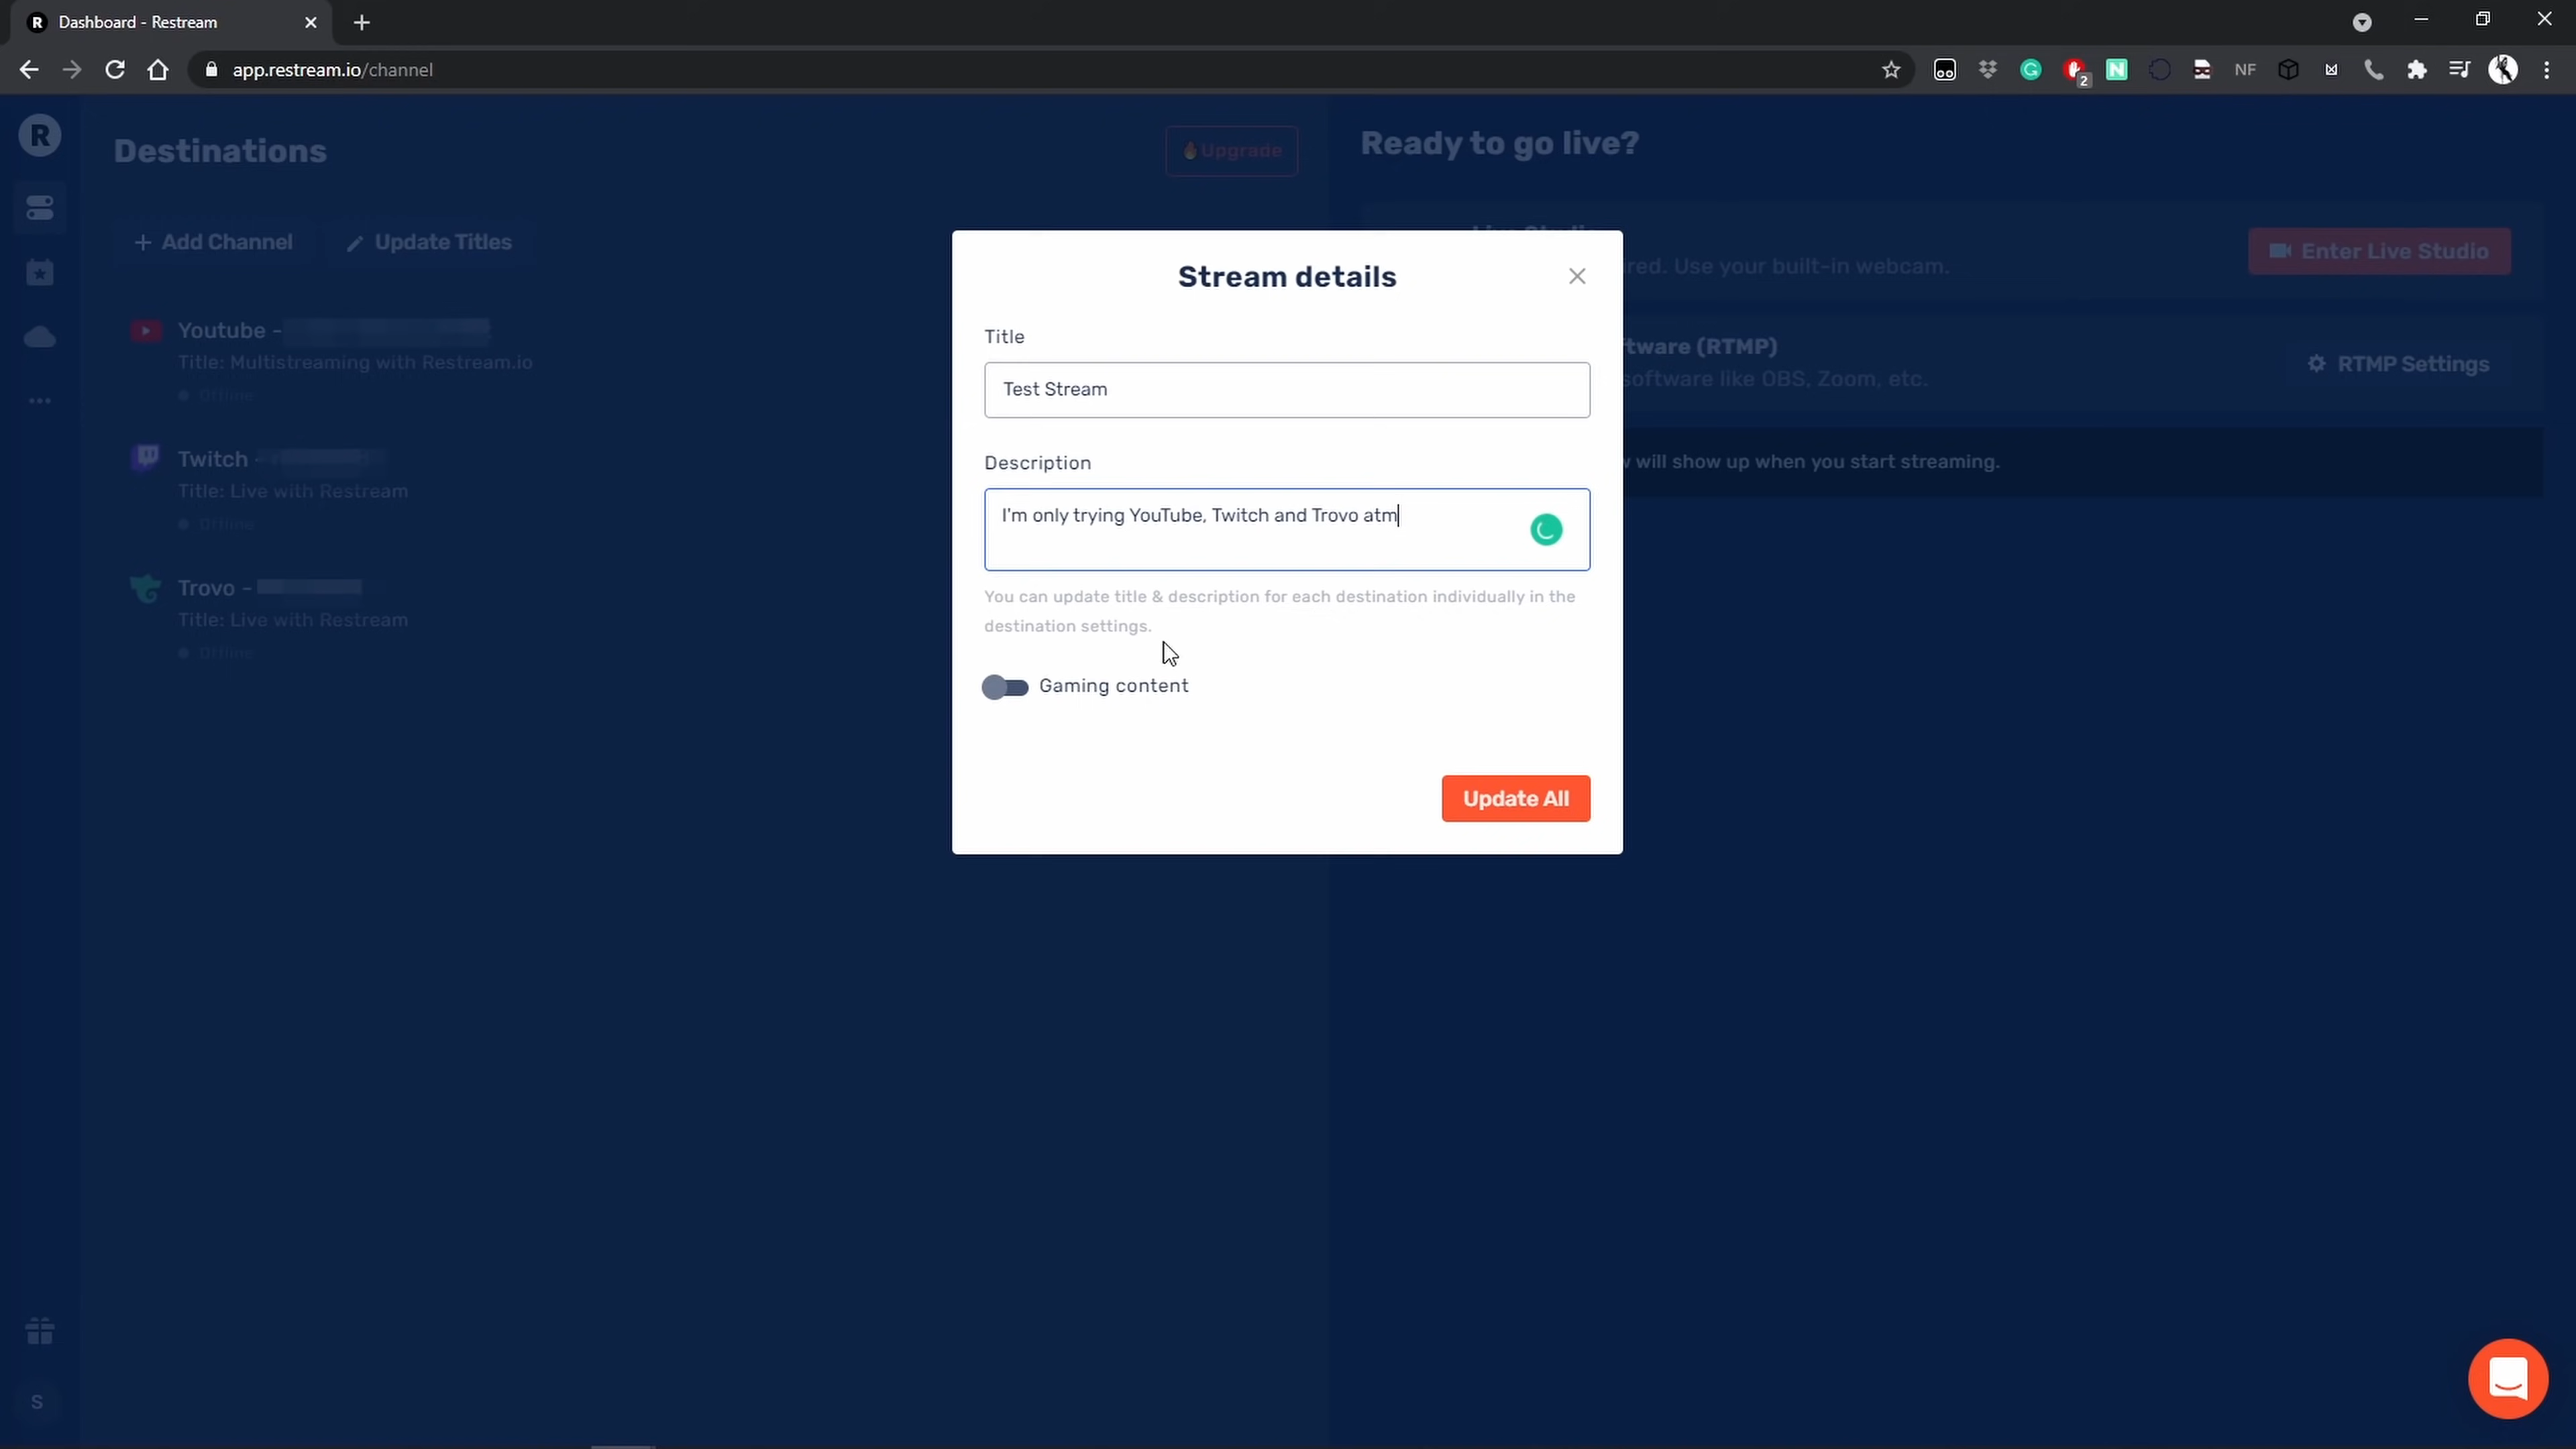 Dashboard - Restream
app.restream.io/channel
2
NF
R
Destinations
Upgrade
Ready to go live?
+ Add Channel
Update Titles
Enter Live Studio
red. Use your built-in webcam.
Youtube -
Title: Multistreaming with Restream.io
Offline
Twitch -
Title: Live with Restream
Offline
Trovo -
Title: Live with Restream
Offline
tware (RTMP)
software like OBS, Zoom, etc.
RTMP Settings
will show up when you start streaming.
Stream details
Title
Test Stream
Description
I'm only trying YouTube, Twitch and Trovo atm
You can update title & description for each destination individually in the
destination settings.
Gaming content
Update All
S